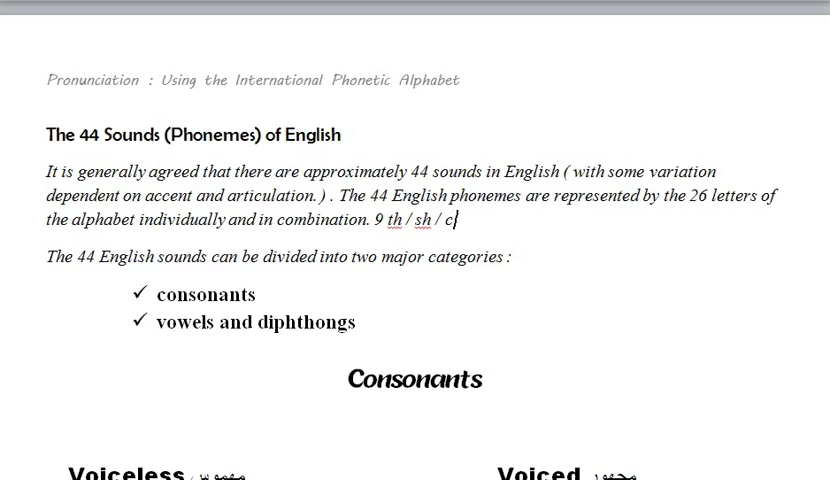 Pronunciation : Using the International Phonetic Alphabet
The 44 Sounds (Phonemes) of English
It is generally agreed that there are approximately 44 sounds in English ( with some variation
dependent on accent and articulation. ) . The 44 English phonemes are represented by the 26 letters of
the alphabet individually and in combination. 9 th / sh / c
The 44 English sounds can be divided into two major categories :
✓ consonants
✓ vowels and diphthongs
Consonants
Voiceless مهموس Voiced مجهور